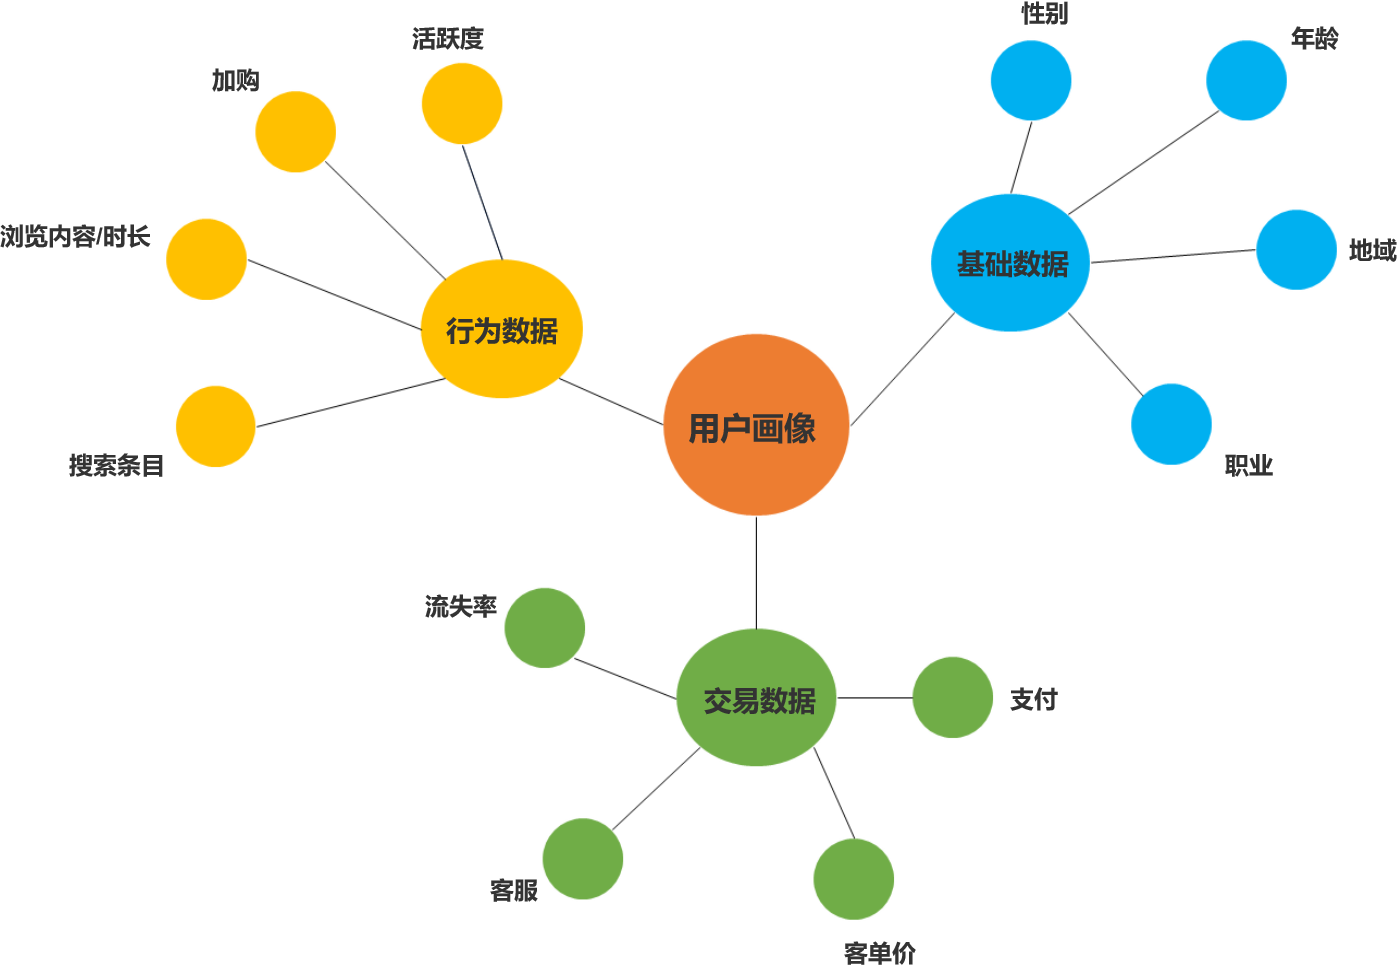 性别
活跃度
年龄
加购
浏览内容/时长
地域
基础数据
行为数据
用户画像
搜索条目
职业
流失率
交易数据
支付
客服
客单价